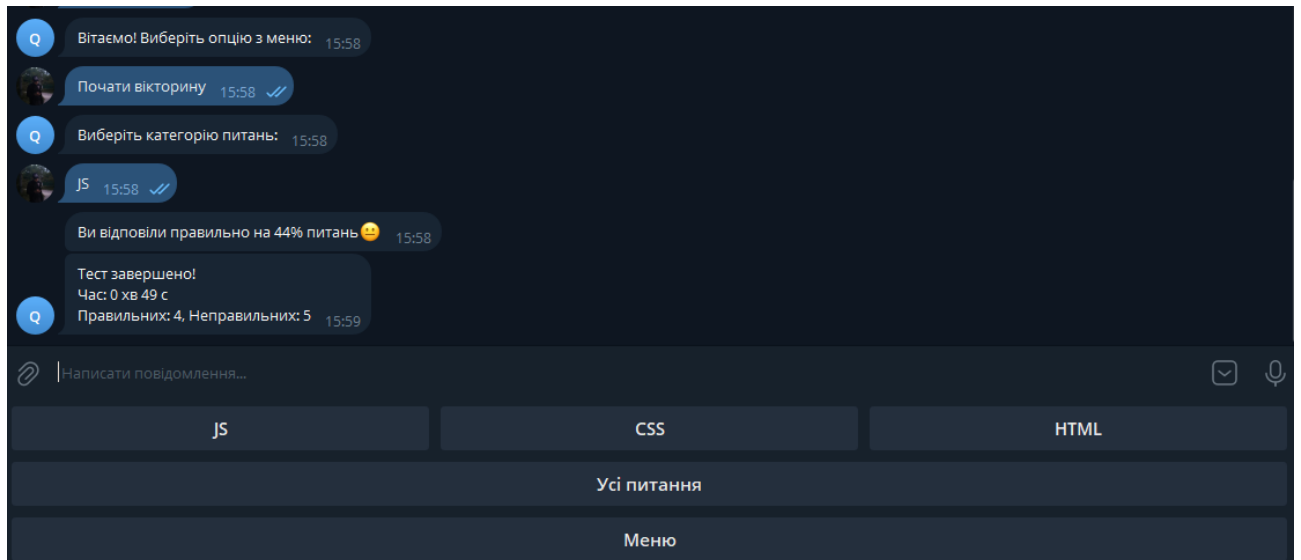 Q
Вітаємо! Виберіть опцію з меню: 15:58
Почати вікторину 15:58
Q
Виберіть категорію питань: 15:58
JS 15:58
Ви відповіли правильно на 44% питань😐 15:58
Тест завершено!
Час: 0 хв 49 с
Q
Правильних: 4, Неправильних: 5 15:59
Написати повідомлення...
JS CSS HTML
Усі питання
Меню